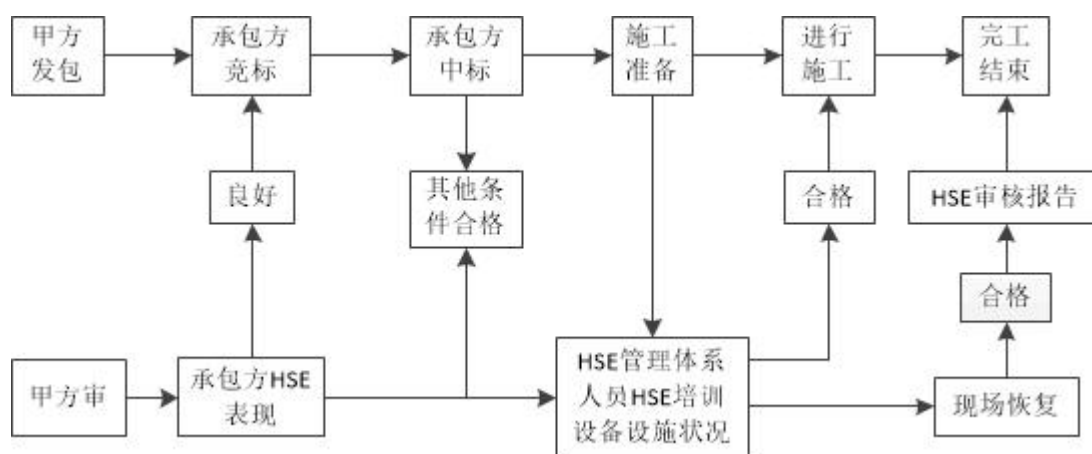 甲方
发包
承包方
竞标
承包方
中标
施工
准备
进行
施工
完工
结束
良好
其他条
件合格
合格
HSE审核报告
合格
甲方审
承包方HSE
表现
HSE管理体系
人员HSE培训
设备设施状况
现场恢复